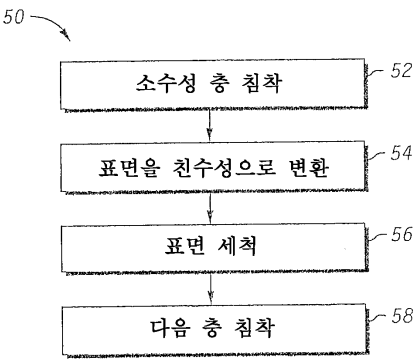 50
소수성 층 침착 52
표면을 친수성으로 변환 54
표면 세척 56
다음 층 침착 58